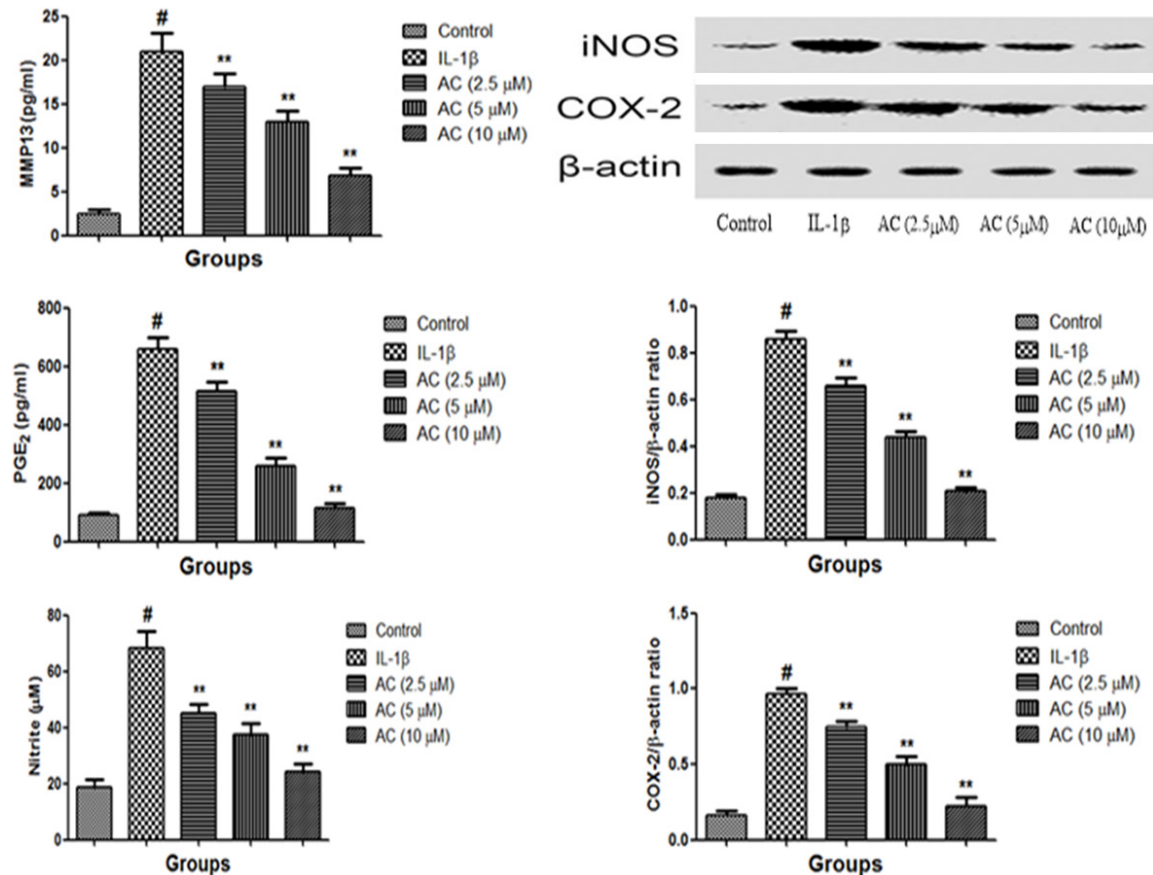 25
20
15
10
5
0
MMP13 (pg/ml)
#
**
**
**
Groups
Control
IL-1β
AC (2.5 μM)
AC (5 μM)
AC (10 μM)
iNOS
COX-2
β-actin
Control IL-1β AC (2.5μM) AC (5μM) AC (10μM)
800
600
400
200
0
PGE₂ (pg/ml)
#
**
**
**
Groups
Control
IL-1β
AC (2.5 μM)
AC (5 μM)
AC (10 μM)
1.0
0.8
0.6
0.4
0.2
0.0
iNOS/β-actin ratio
#
**
**
**
Groups
Control
IL-1β
AC (2.5 μM)
AC (5 μM)
AC (10 μM)
80
60
40
20
0
Nitrite (μM)
#
**
**
**
Groups
Control
IL-1β
AC (2.5 μM)
AC (5 μM)
AC (10 μM)
1.5
1.0
0.5
0.0
COX-2/β-actin ratio
#
**
**
**
Groups
Control
IL-1β
AC (2.5 μM)
AC (5 μM)
AC (10 μM)